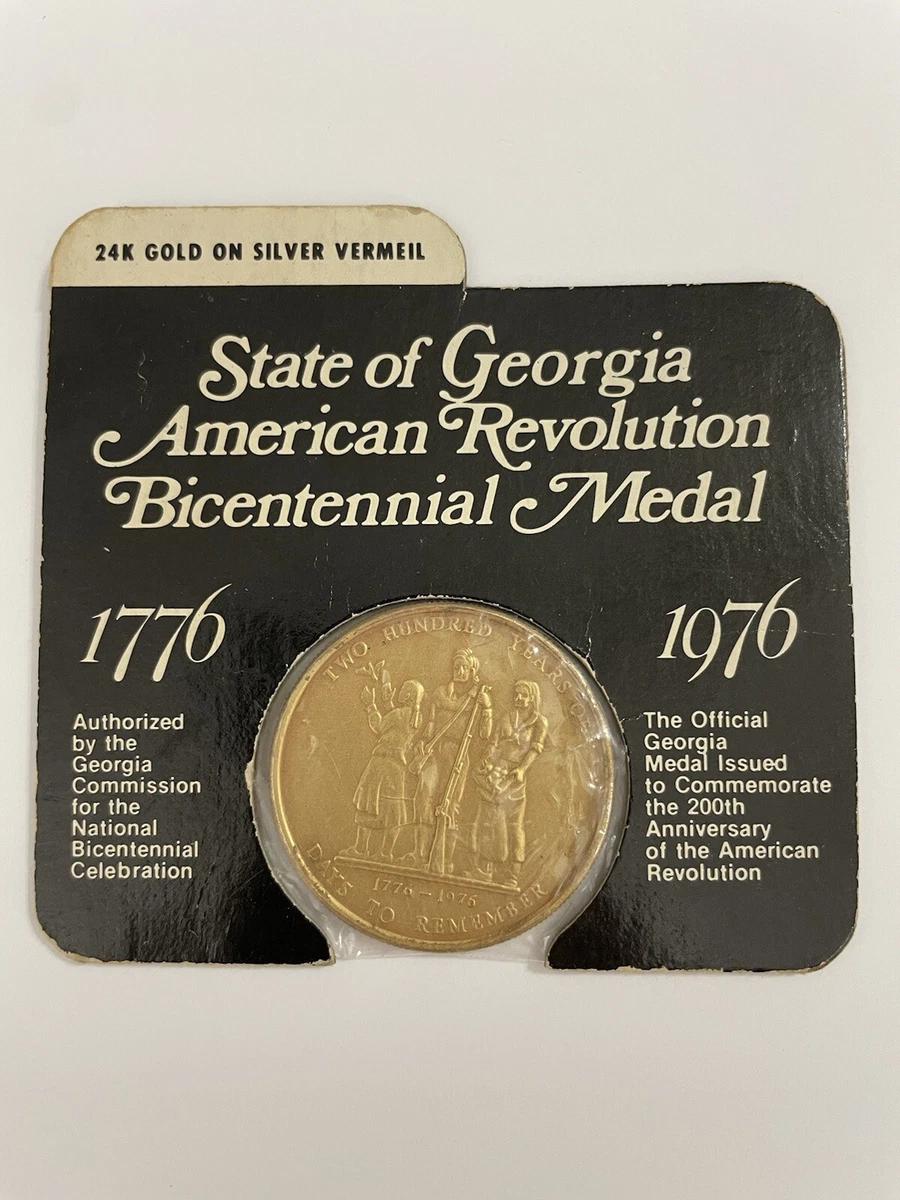 24K GOLD ON SILVER VERMEIL
State of Georgia
American Revolution
Bicentennial Medal
1776
1976
Authorized
by the
Georgia
Commission
for the
National
Bicentennial
Celebration
TWO HUNDRED YEARS OF
1776-1976
DAYS TO REMEMBER
The Official
Georgia
Medal Issued
to Commemorate
the 200th
Anniversary
of the American
Revolution